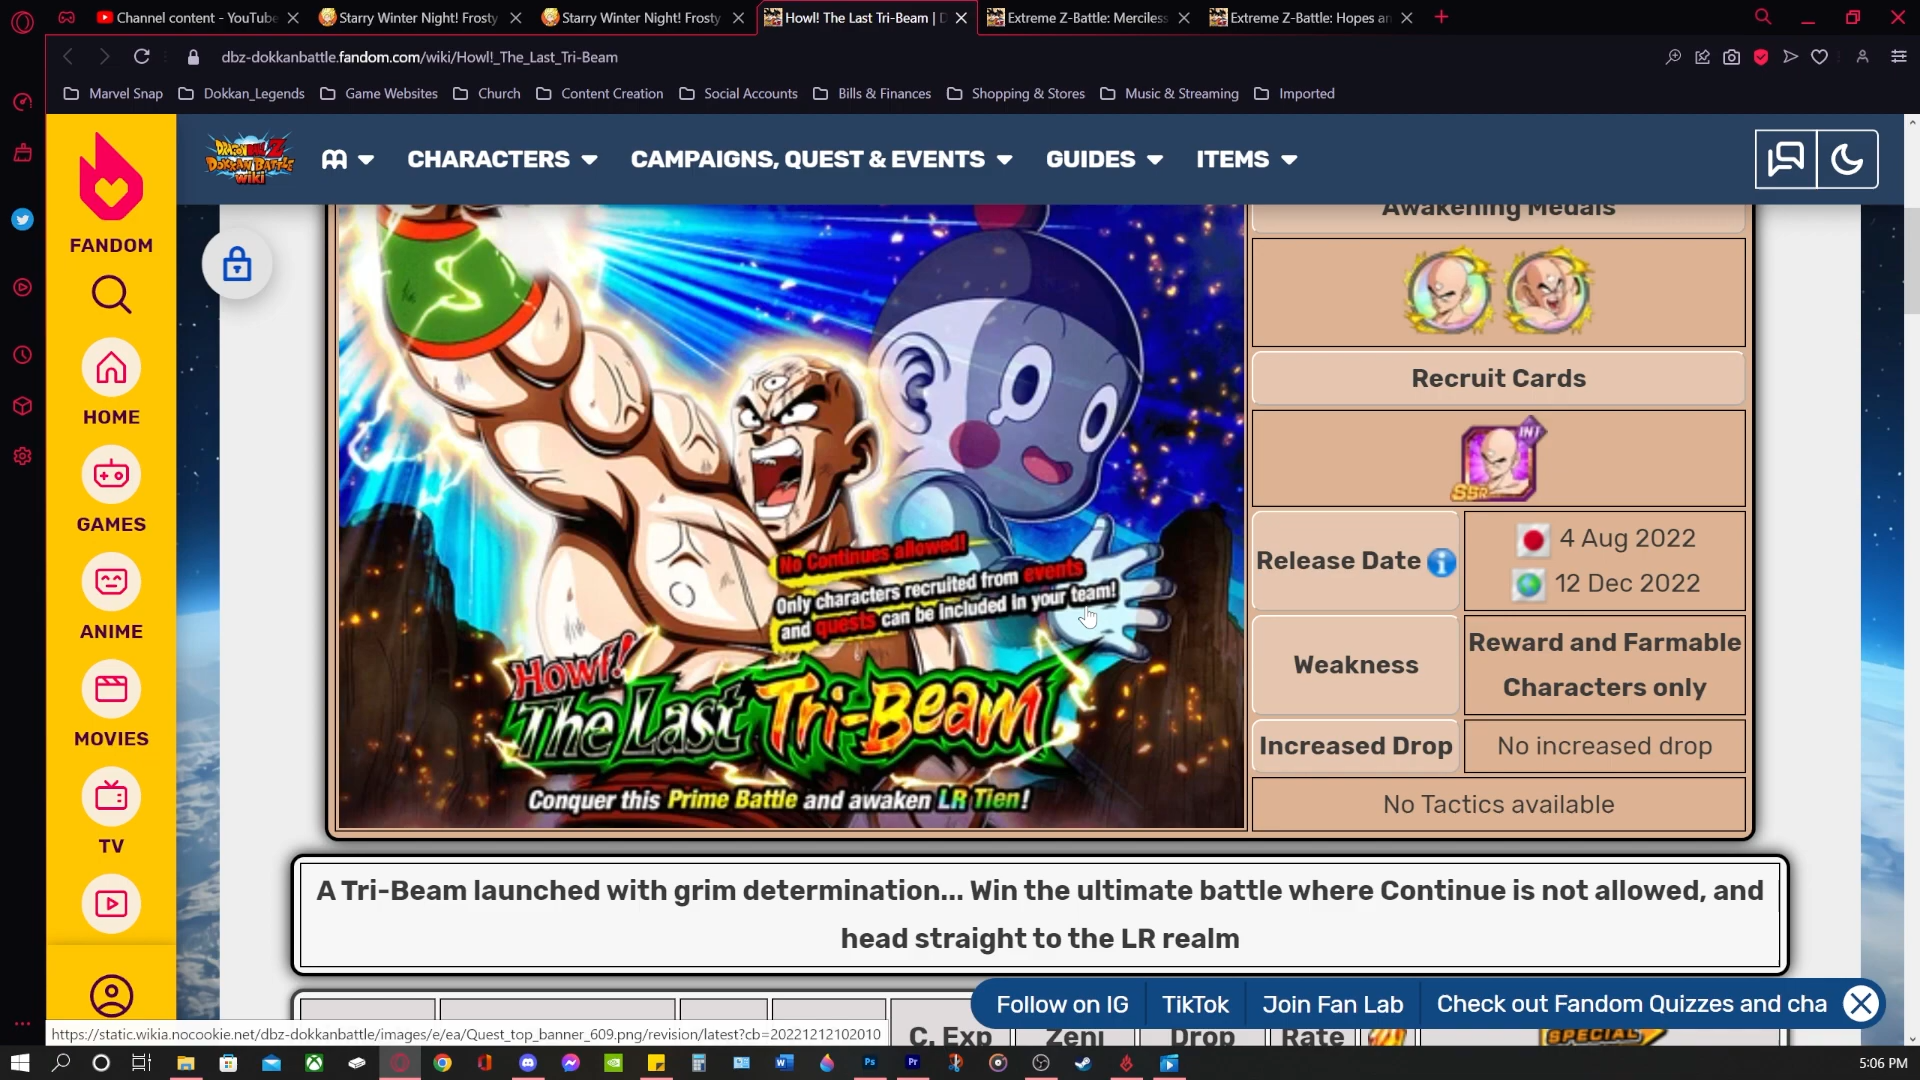 Channel content - YouTube
Starry Winter Night! Frosty
Starry Winter Night! Frosty
Howl! The Last Tri-Beam | D
Extreme Z-Battle: Merciless
Extreme Z-Battle: Hopes an
dbz-dokkanbattle.fandom.com/wiki/Howl!_The_Last_Tri-Beam
Marvel Snap
Dokkan_Legends
Game Websites
Church
Content Creation
Social Accounts
Bills & Finances
Shopping & Stores
Music & Streaming
Imported
DRAGON BALL Z
DOKKAN BATTLE
wiki
CHARACTERS
CAMPAIGNS, QUEST & EVENTS
GUIDES
ITEMS
FANDOM
HOME
GAMES
ANIME
MOVIES
TV
No Continues allowed!
Only characters recruited from events
and quests can be included in your team!
Howl!
The Last Tri-Beam
Conquer this Prime Battle and awaken LR Tien!
Awakening Medals
Recruit Cards
INT
SSR
Release Date
4 Aug 2022
12 Dec 2022
Weakness
Reward and Farmable
Characters only
Increased Drop
No increased drop
No Tactics available
A Tri-Beam launched with grim determination... Win the ultimate battle where Continue is not allowed, and
head straight to the LR realm
Follow on IG
TikTok
Join Fan Lab
Check out Fandom Quizzes and cha
C. Exp
Zeni
Drop
Rate
SPECIAL
https://static.wikia.nocookie.net/dbz-dokkanbattle/images/e/ea/Quest_top_banner_609.png/revision/latest?cb=20221212102010
5:06 PM